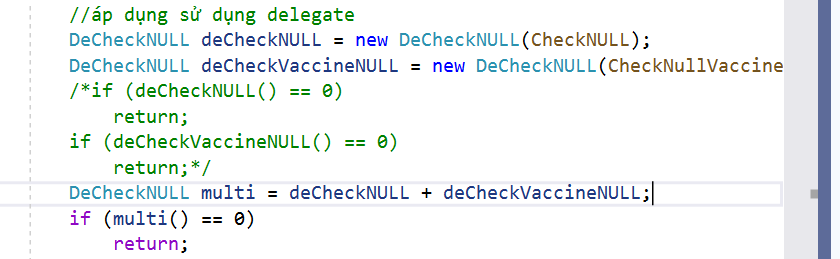 //áp dụng sử dụng delegate
DeCheckNULL deCheckNULL = new DeCheckNULL(CheckNULL);
DeCheckNULL deCheckVaccineNULL = new DeCheckNULL(CheckNullVaccine
/*if (deCheckNULL() == 0)
return;
if (deCheckVaccineNULL() == 0)
return;*/
DeCheckNULL multi = deCheckNULL + deCheckVaccineNULL;
if (multi() == 0)
return;